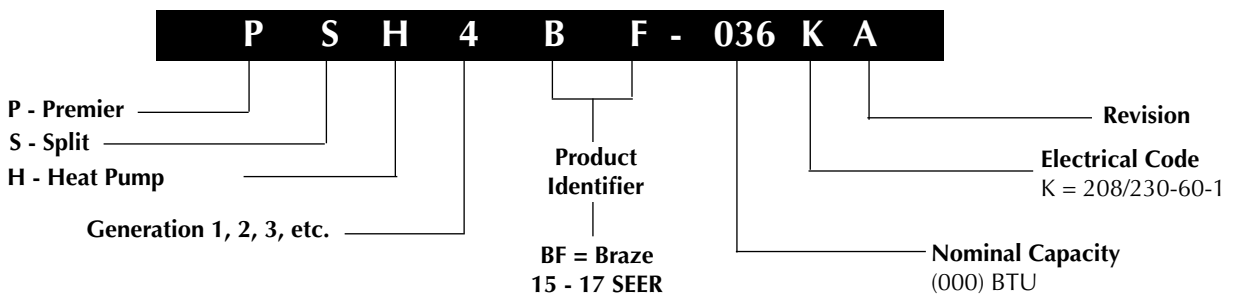 P S H 4 B F - 036 K A
P - Premier
S - Split
H - Heat Pump
Generation 1, 2, 3, etc.
Product
Identifier
BF = Braze
15 - 17 SEER
Revision
Electrical Code
K = 208/230-60-1
Nominal Capacity
(000) BTU